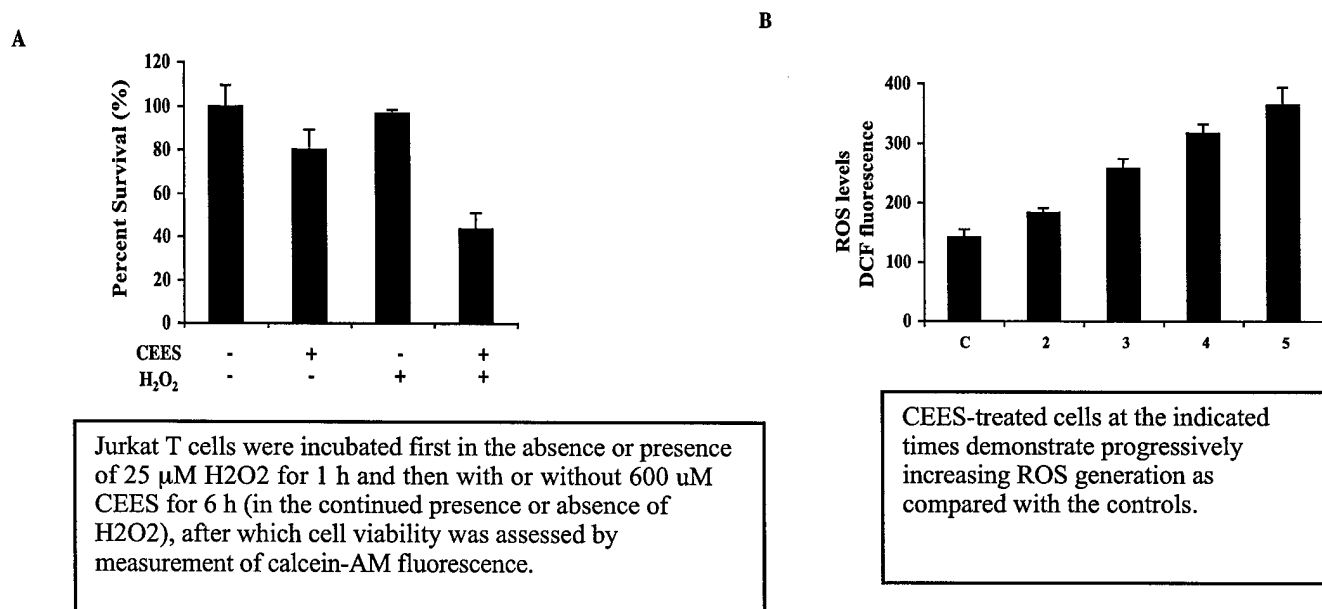 A
Percent Survival (%)
120
100
80
60
40
20
0
CEES - + - +
H₂O₂ - - + +
Jurkat T cells were incubated first in the absence or presence
of 25 μM H2O2 for 1 h and then with or without 600 uM
CEES for 6 h (in the continued presence or absence of
H2O2), after which cell viability was assessed by
measurement of calcein-AM fluorescence.
B
ROS levels
DCF fluorescence
400
300
200
100
0
C 2 3 4 5
CEES-treated cells at the indicated
times demonstrate progressively
increasing ROS generation as
compared with the controls.